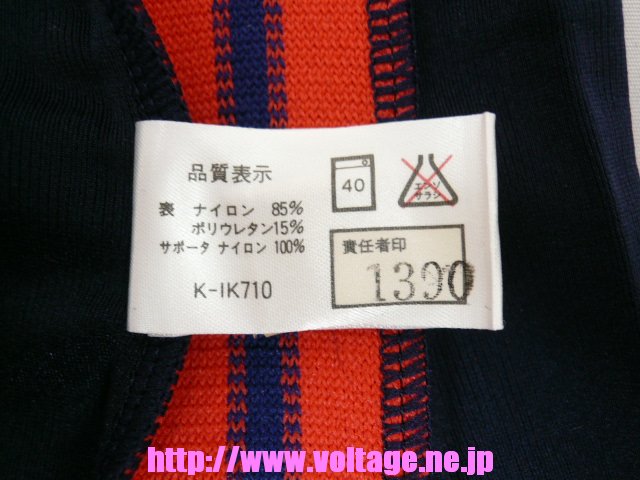 品質表示
表 ナイロン 85%
ポリウレタン15%
サポータ ナイロン 100%
K-IK710
40
エンソ
サラシ
責任者印
1390
http://www.voltage.ne.jp